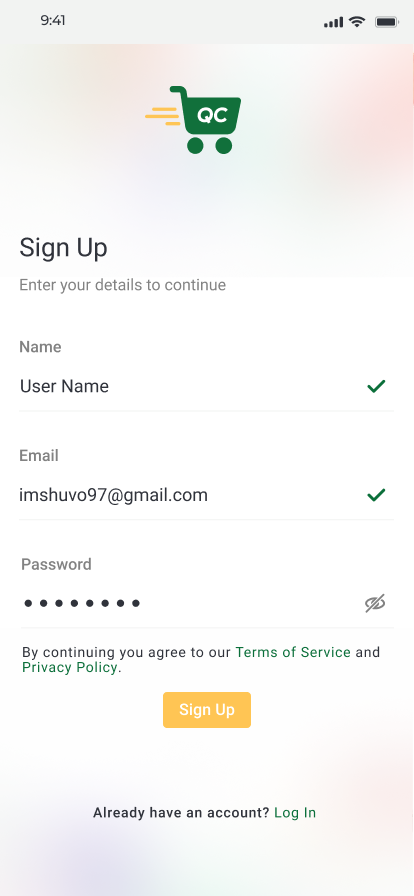 9:41
QC
Sign Up
Enter your details to continue
Name
User Name
Email
imshuvo97@gmail.com
Password
By continuing you agree to our Terms of Service and
Privacy Policy.
Sign Up
Already have an account? Log In